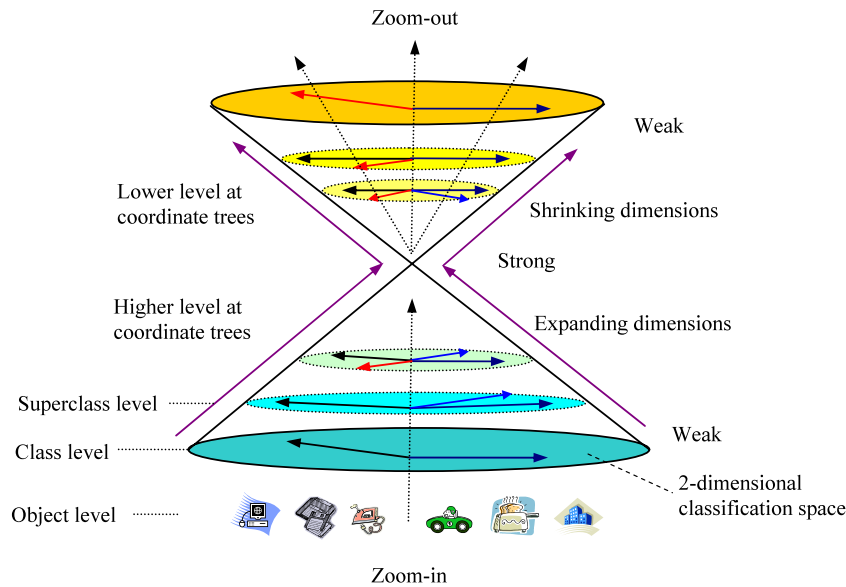 Zoom-out
Weak
Lower level at
coordinate trees
Shrinking dimensions
Strong
Higher level at
coordinate trees
Expanding dimensions
Superclass level
Weak
Class level
2-dimensional
classification space
Object level
Zoom-in